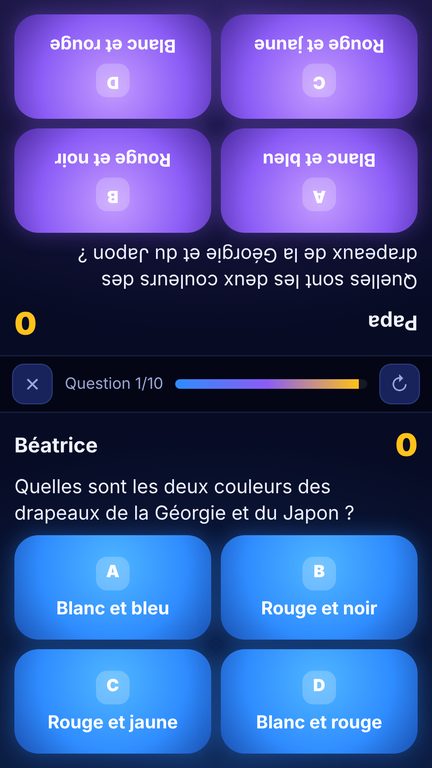 Papa
0
Quelles sont les deux couleurs des
drapeaux de la Géorgie et du Japon ?
A
Blanc et bleu
B
Rouge et noir
C
Rouge et jaune
D
Blanc et rouge
Question 1/10
Béatrice
0
Quelles sont les deux couleurs des
drapeaux de la Géorgie et du Japon ?
A
Blanc et bleu
B
Rouge et noir
C
Rouge et jaune
D
Blanc et rouge